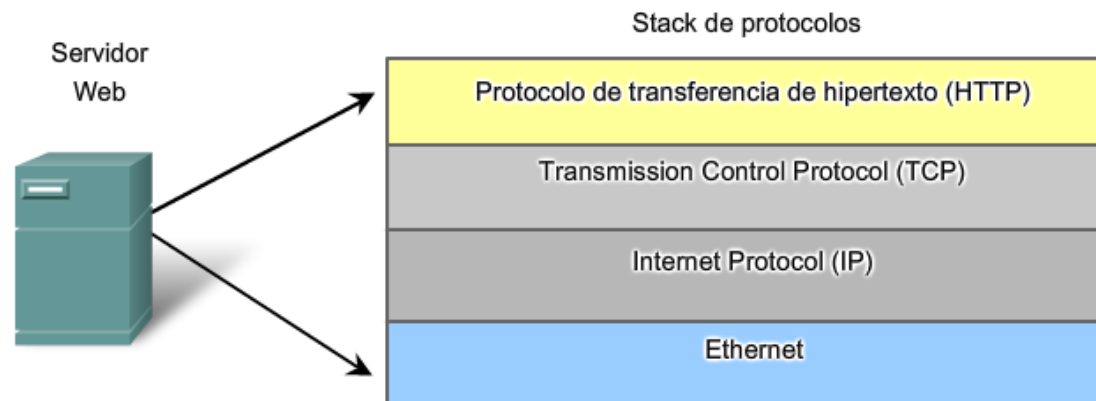 Stack de protocolos
Servidor
Web
Protocolo de transferencia de hipertexto (HTTP)
Transmission Control Protocol (TCP)
Internet Protocol (IP)
Ethernet